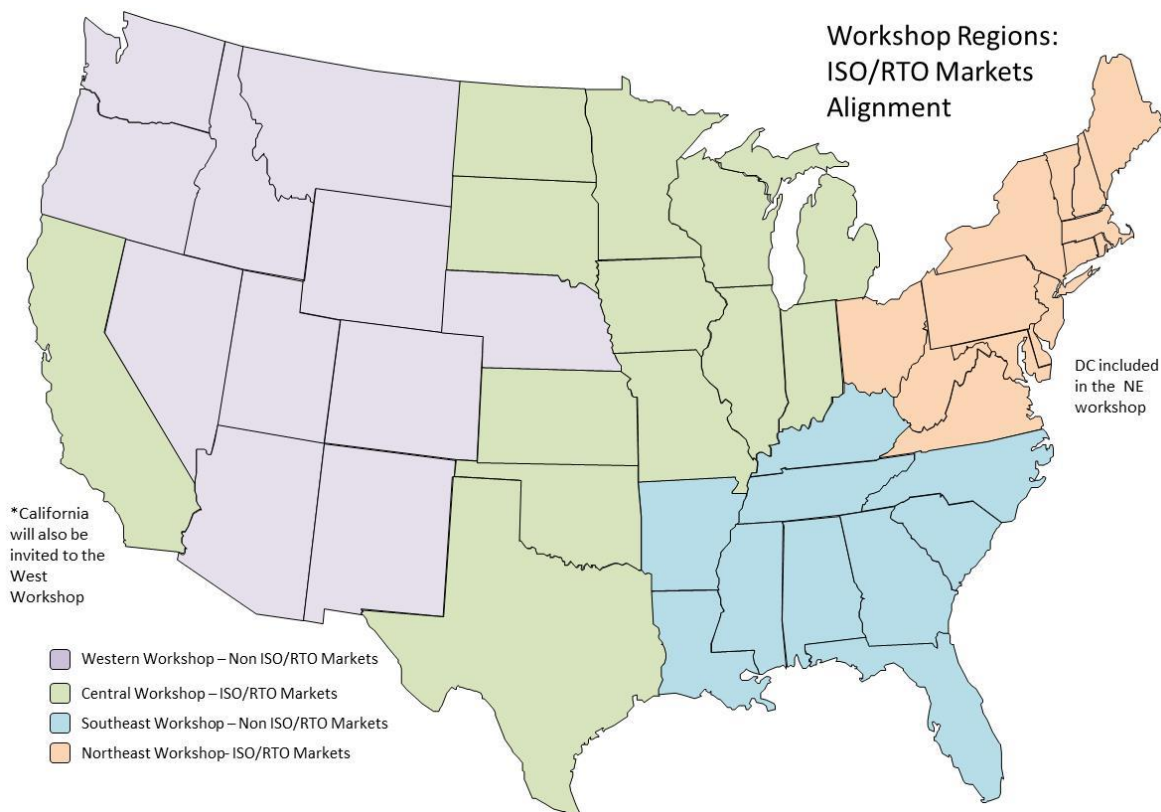 Workshop Regions:
ISO/RTO Markets
Alignment
DC included
in the NE
workshop
*California
will also be
invited to the
West
Workshop
Western Workshop – Non ISO/RTO Markets
Central Workshop – ISO/RTO Markets
Southeast Workshop – Non ISO/RTO Markets
Northeast Workshop- ISO/RTO Markets